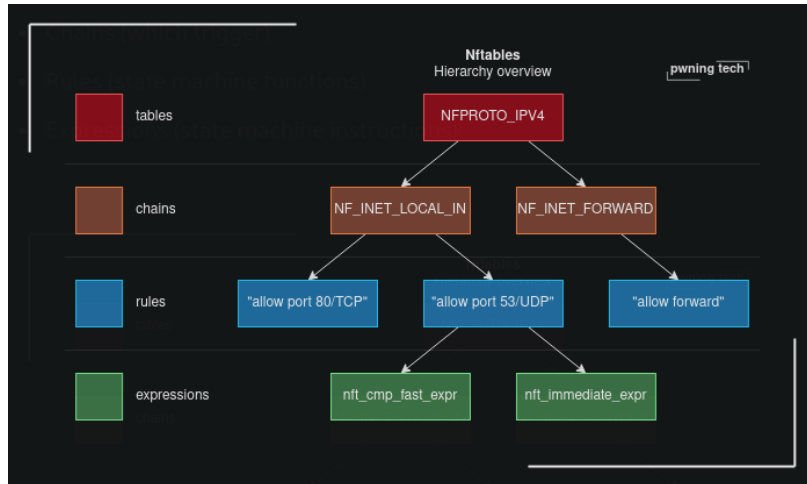 Nftables
Hierarchy overview
pwning tech
tables
NFPROTO_IPV4
chains
NF_INET_LOCAL_IN
NF_INET_FORWARD
rules
"allow port 80/TCP"
"allow port 53/UDP"
"allow forward"
expressions
nft_cmp_fast_expr
nft_immediate_expr